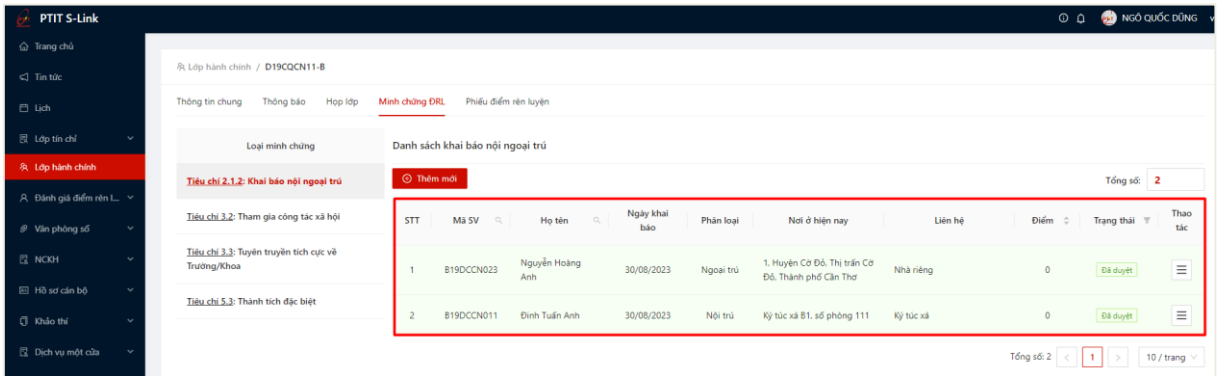 PTIT S-Link
NGÔ QUỐC DŨNG
Trang chủ
Tin tức
Lịch
Lớp tín chỉ
Lớp hành chính
Đánh giá điểm rèn l...
Văn phòng số
NCKH
Hồ sơ cán bộ
Khảo thí
Dịch vụ một cửa
Lớp hành chính / D19CQCN11-B
Thông tin chung Thông báo Họp lớp Minh chứng ĐRL Phiếu điểm rèn luyện
Loại minh chứng
Tiêu chí 2.1.2: Khai báo nội ngoại trú
Tiêu chí 3.2: Tham gia công tác xã hội
Tiêu chí 3.3: Tuyên truyền tích cực về
Trường/Khoa
Tiêu chí 5.3: Thành tích đặc biệt
Danh sách khai báo nội ngoại trú
Thêm mới
Tổng số: 2
STT Mã SV Họ tên Ngày khai báo Phân loại Nơi ở hiện nay Liên hệ Điểm Trạng thái Thao tác
1 B19DCCN023 Nguyễn Hoàng Anh 30/08/2023 Ngoại trú 1. Huyện Cờ Đỏ, Thị trấn Cờ Đỏ, Thành phố Cần Thơ Nhà riêng 0 Đã duyệt
2 B19DCCN011 Đinh Tuấn Anh 30/08/2023 Nội trú Ký túc xá B1, số phòng 111 Ký túc xá 0 Đã duyệt
Tổng số: 2 < 1 > 10 / trang